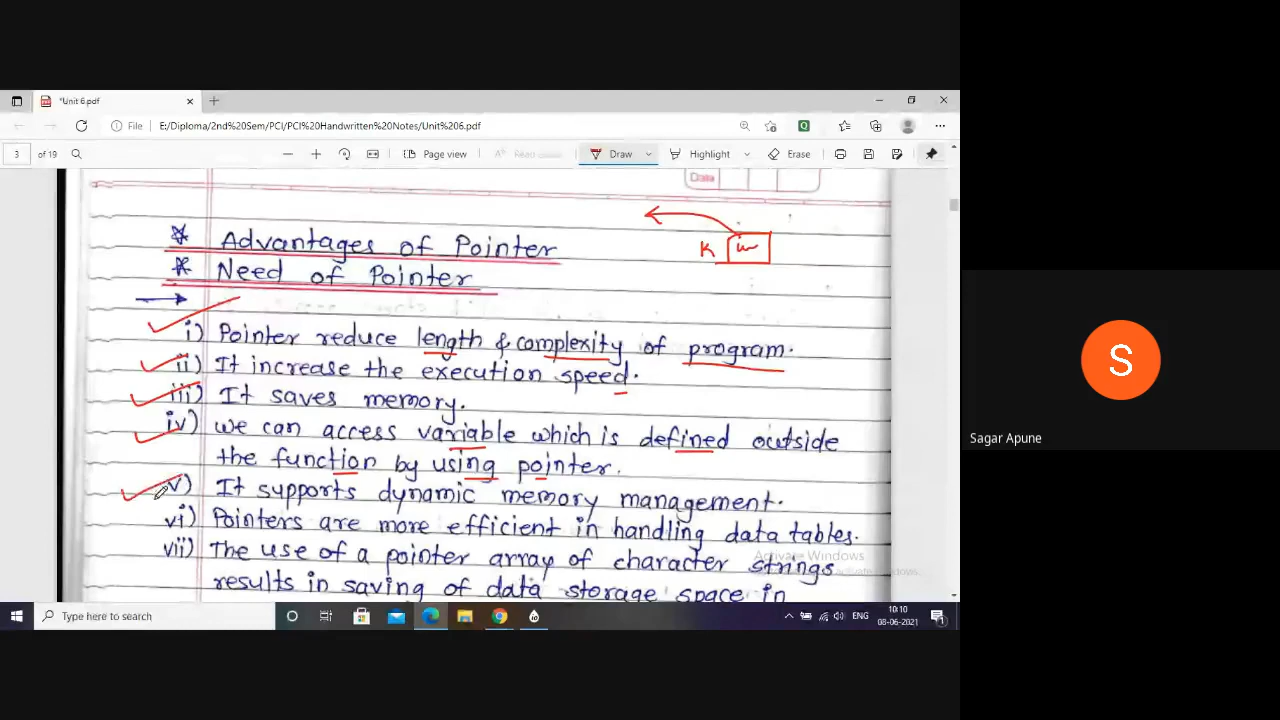 *Unit 6.pdf
File
E:/Diploma/2nd%20Sem/PCI/PCI%20Handwritten%20Notes/Unit%206.pdf
3 of 19
Page view
Read
Draw
Highlight
Erase
Data
* Advantages of Pointer
K
* Need of Pointer
i) Pointer reduce length & complexity of program.
ii) It increase the execution speed.
iii) It saves memory.
iv) we can access variable which is defined outside
the function by using pointer.
v) It supports dynamic memory management.
vi) Pointers are more efficient in handling data tables.
Activate Windows
vii) The use of a pointer array of character strings
results in saving of data storage space in
Type here to search
ENG
10:10
08-06-2021
1
S
Sagar Apune